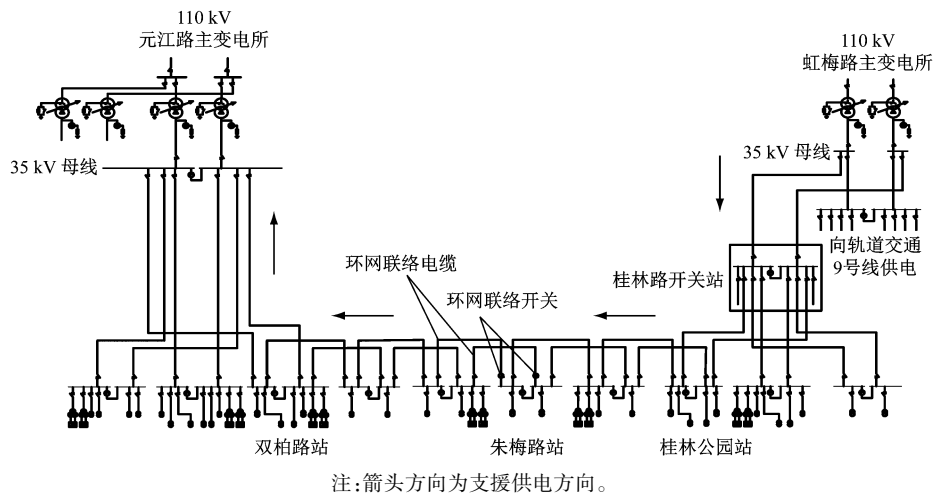 110 kV
元江路主变电所
110 kV
虹梅路主变电所
35 kV 母线
35 kV 母线
向轨道交通
9号线供电
桂林路开关站
环网联络电缆
环网联络开关
双柏路站
朱梅路站
桂林公园站
注:箭头方向为支援供电方向。